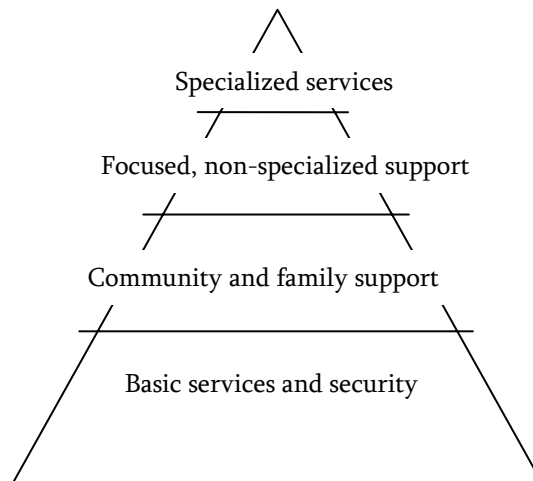 Specialized services
Focused, non-specialized support
Community and family support
Basic services and security